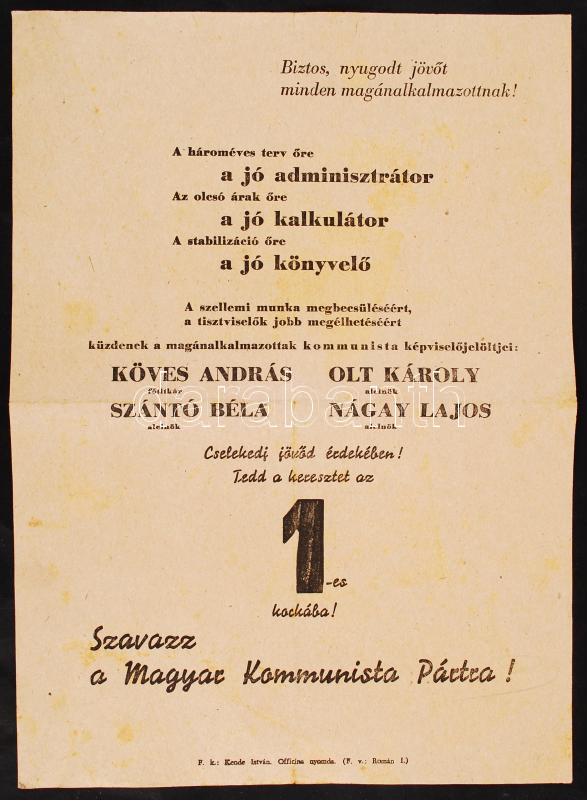 Biztos, nyugodt jövőt
minden magánalkalmazottnak!
A hároméves terv őre
a jó adminisztrátor
Az olcsó árak őre
a jó kalkulátor
A stabilizáció őre
a jó könyvelő
A szellemi munka megbecsüléséért,
a tisztviselők jobb megélhetéséért
küzdenek a magánalkalmazottak kommunista képviselőjelöltjei:
KÖVES ANDRÁS OLT KÁROLY
főtitkár alelnök
SZÁNTÓ BÉLA NÁGAY LAJOS
alelnök alelnök
darabanth
Cselekedj jövőd érdekében!
Tedd a keresztet az
1-es
kockába!
Szavazz
a Magyar Kommunista Pártra!
F. k.: Kende István. Officina nyomda. (F. v.: Román I.)